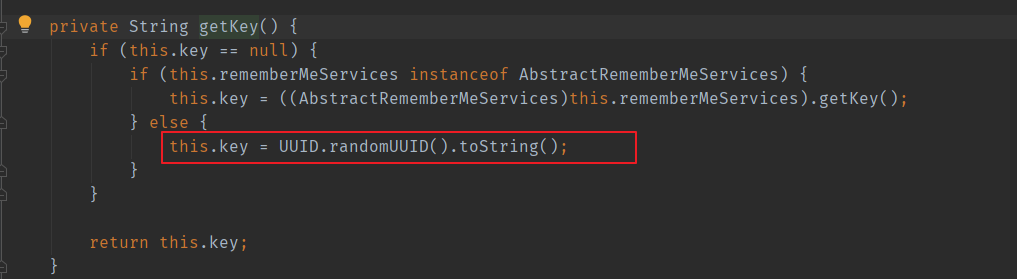 private String getKey() {
    if (this.key == null) {
        if (this.rememberMeServices instanceof AbstractRememberMeServices) {
            this.key = ((AbstractRememberMeServices)this.rememberMeServices).getKey();
        } else {
            this.key = UUID.randomUUID().toString();
        }
    }

    return this.key;
}